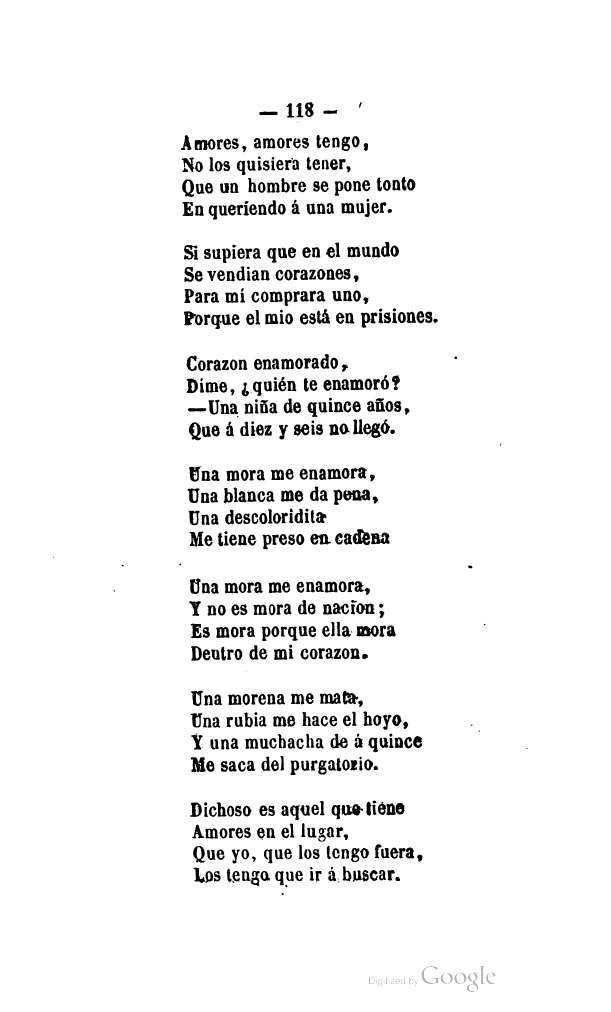 — 118 —
Amores, amores tengo,
No los quisiera tener,
Que un hombre se pone tonto
En queriendo á una mujer.
Si supiera que en el mundo
Se vendian corazones,
Para mí comprara uno,
Porque el mio está en prisiones.
Corazon enamorado,
Dime, ¿quién te enamoró?
—Una niña de quince años,
Que á diez y seis no llegó.
Una mora me enamora,
Una blanca me da pena,
Una descoloridita
Me tiene preso en cadena
Una mora me enamora,
Y no es mora de nacion;
Es mora porque ella mora
Deutro de mi corazon.
Una morena me mata,
Una rubia me hace el hoyo,
Y una muchacha de á quince
Me saca del purgatorio.
Dichoso es aquel que tiene
Amores en el lugar,
Que yo, que los tengo fuera,
Los tengo que ir á buscar.
Digitized by Google